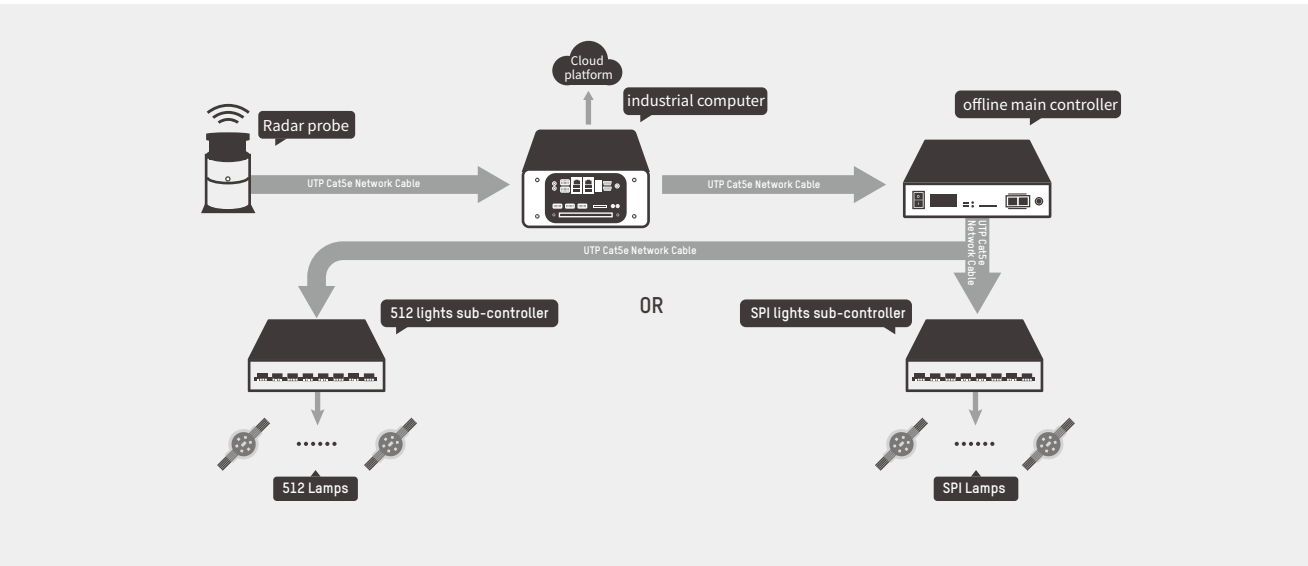 Cloud
platform
industrial computer
offline main controller
Radar probe
UTP Cat5e Network Cable
UTP Cat5e Network Cable
UTP Cat5e
Network Cable
UTP Cat5e Network Cable
512 lights sub-controller
OR
SPI lights sub-controller
512 Lamps
SPI Lamps